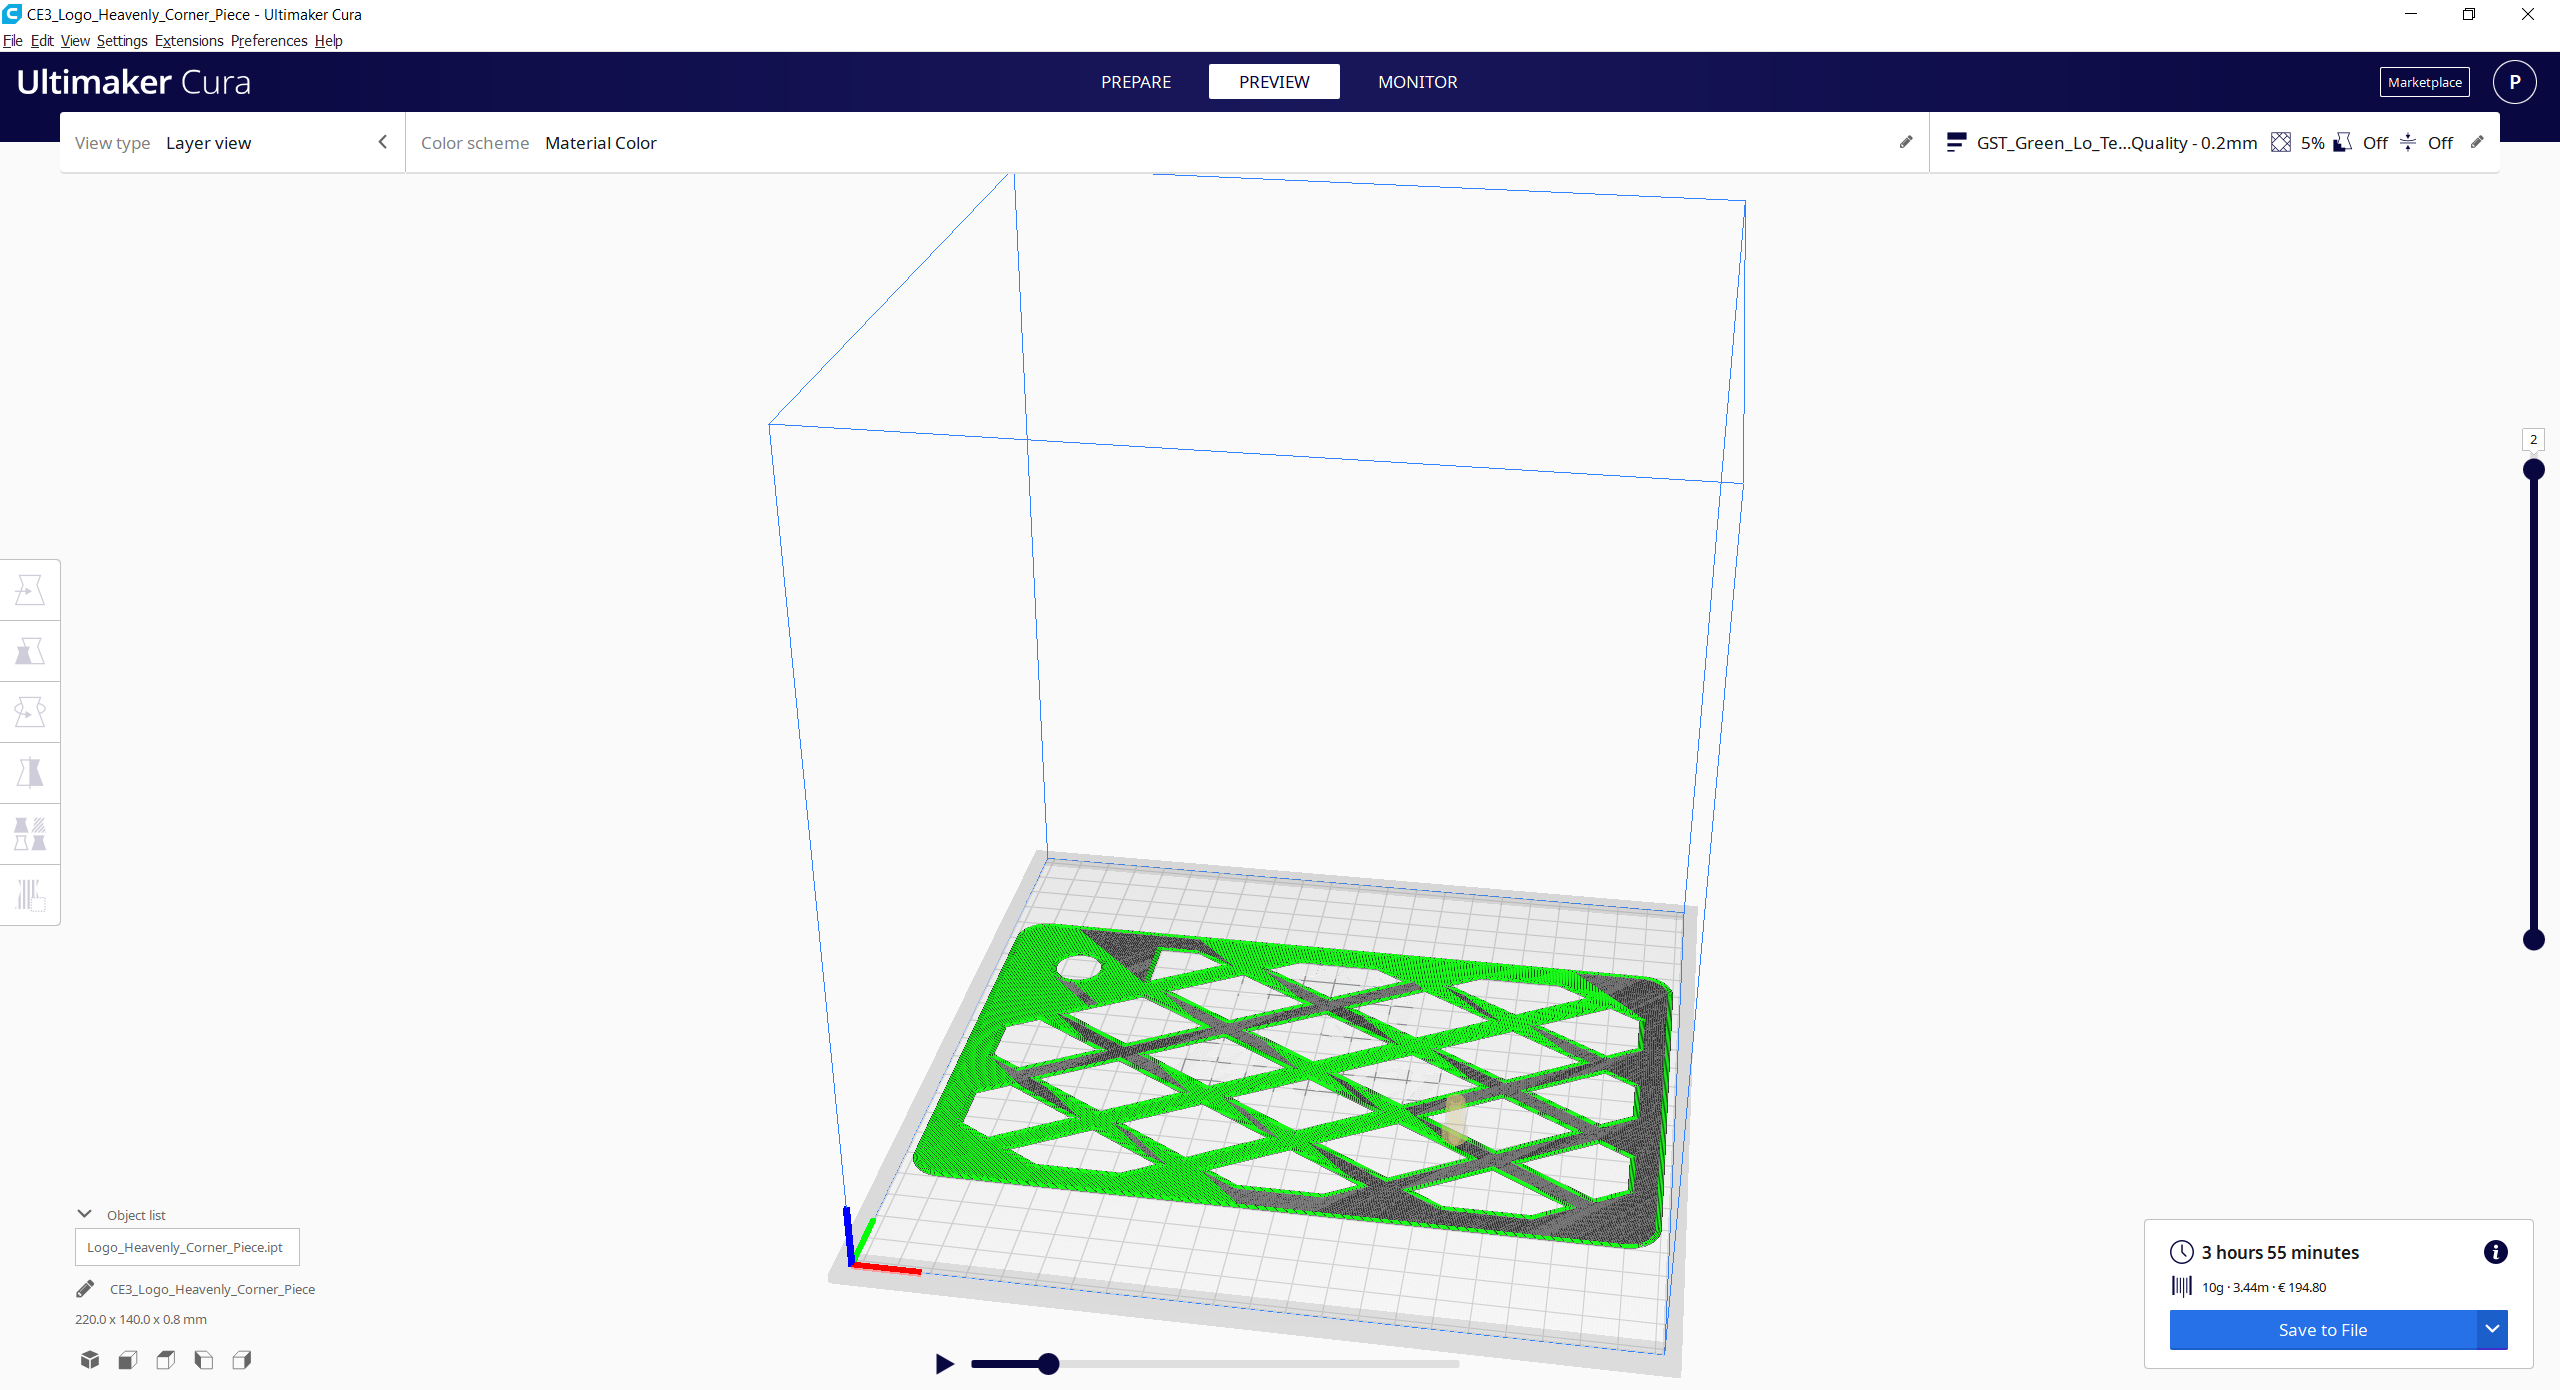 CE3_Logo_Heavenly_Corner_Piece - Ultimaker Cura
File Edit View Settings Extensions Preferences Help
Ultimaker Cura
PREPARE PREVIEW MONITOR
Marketplace P
View type Layer view
Color scheme Material Color
GST_Green_Lo_Te...Quality - 0.2mm 5% Off Off
2
Object list
Logo_Heavenly_Corner_Piece.ipt
CE3_Logo_Heavenly_Corner_Piece
220.0 x 140.0 x 0.8 mm
3 hours 55 minutes
10g · 3.44m · € 194.80
Save to File